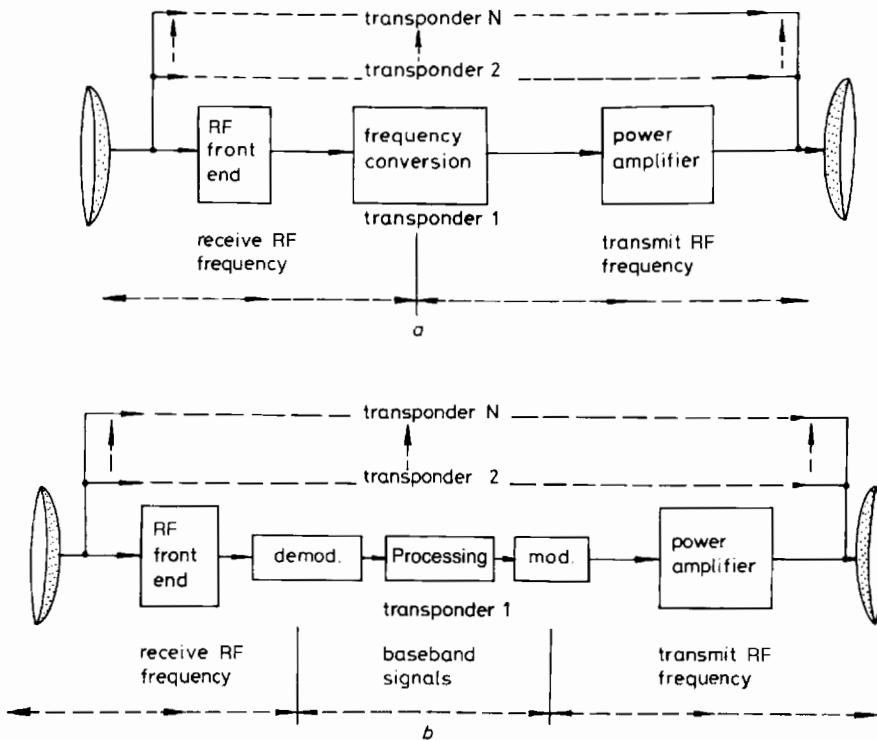 transponder N
transponder 2
RF
front
end
frequency
conversion
power
amplifier
transponder 1
receive RF
frequency
transmit RF
frequency
a
transponder N
transponder 2
RF
front
end
demod.
Processing
mod.
power
amplifier
transponder 1
receive RF
frequency
baseband
signals
transmit RF
frequency
b